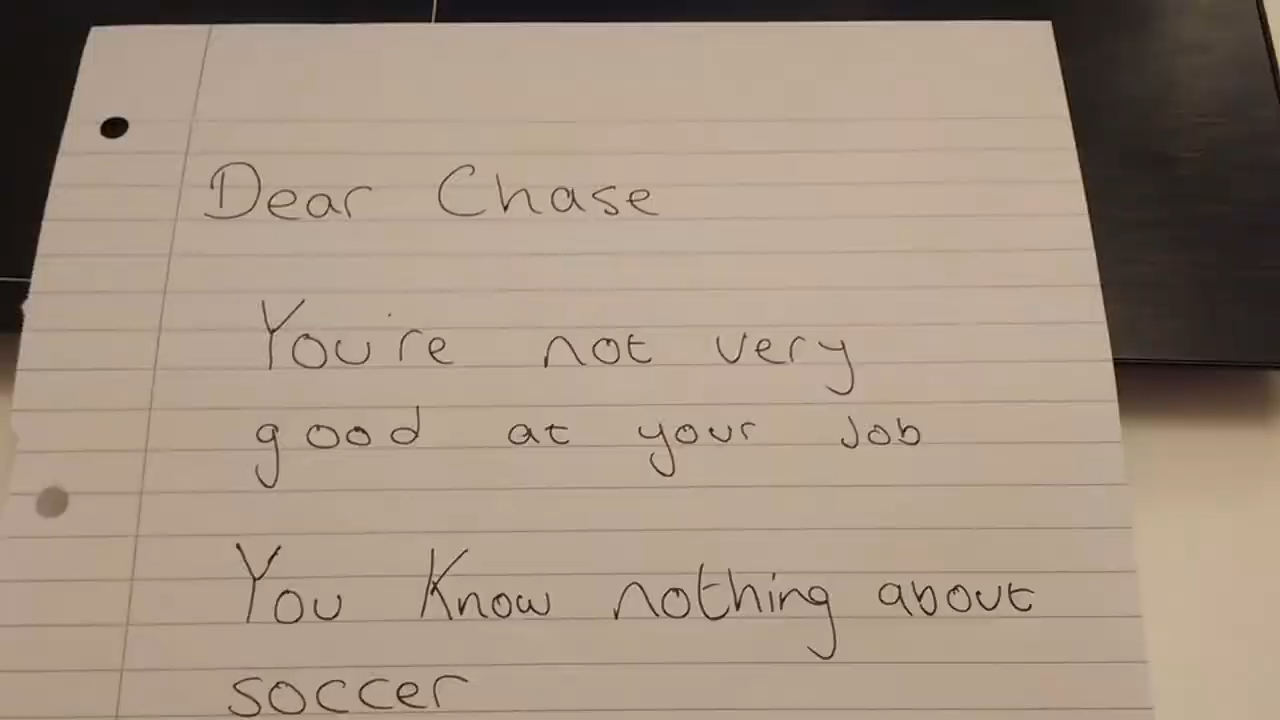 Dear Chase
You're not very
good at your Job
You Know nothing about
soccer